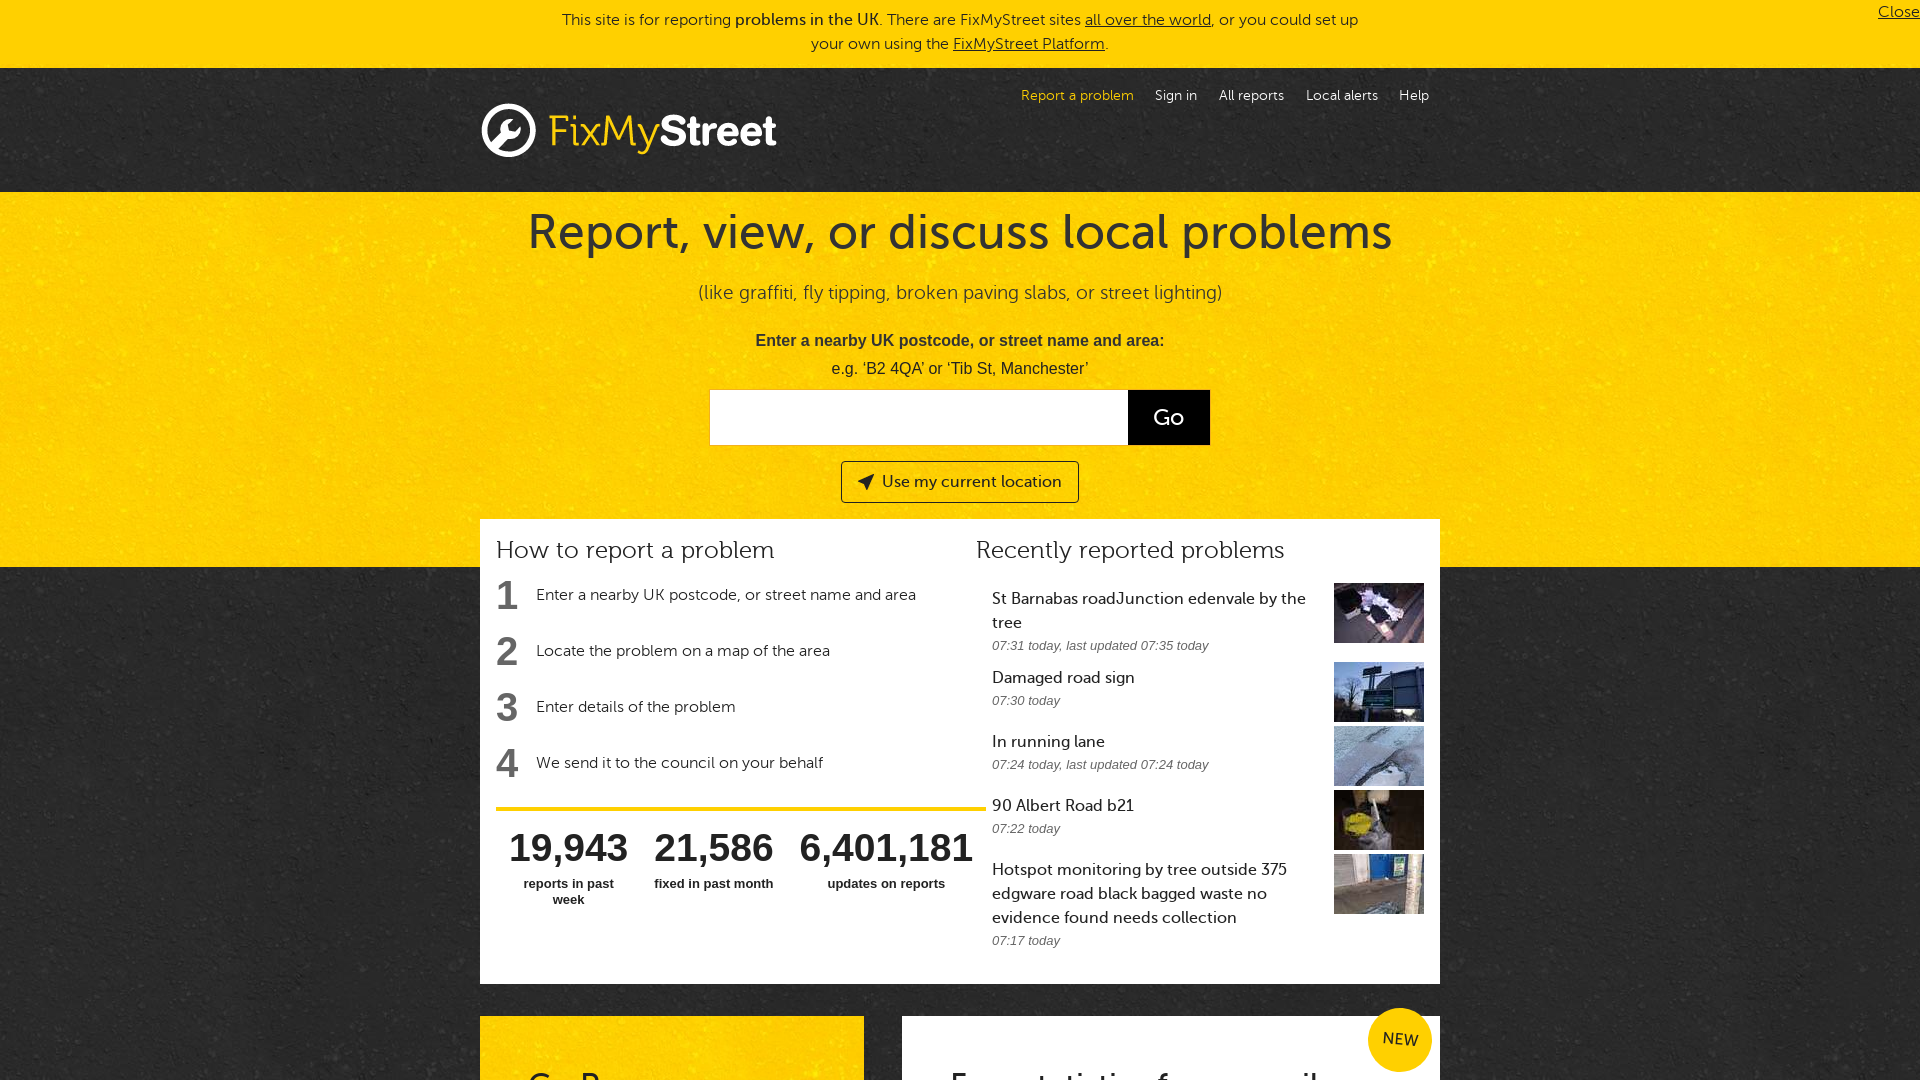 This site is for reporting problems in the UK. There are FixMyStreet sites all over the world, or you could set up
your own using the FixMyStreet Platform.
Close
Report a problem
Sign in
All reports
Local alerts
Help
FixMyStreet
Report, view, or discuss local problems
(like graffiti, fly tipping, broken paving slabs, or street lighting)
Enter a nearby UK postcode, or street name and area:
e.g. ‘B2 4QA’ or ‘Tib St, Manchester’
Go
Use my current location
How to report a problem
1 Enter a nearby UK postcode, or street name and area
2 Locate the problem on a map of the area
3 Enter details of the problem
4 We send it to the council on your behalf
19,943
reports in past
week
21,586
fixed in past month
6,401,181
updates on reports
Recently reported problems
St Barnabas roadJunction edenvale by the
tree
07:31 today, last updated 07:35 today
Damaged road sign
07:30 today
In running lane
07:24 today, last updated 07:24 today
90 Albert Road b21
07:22 today
Hotspot monitoring by tree outside 375
edgware road black bagged waste no
evidence found needs collection
07:17 today
NEW